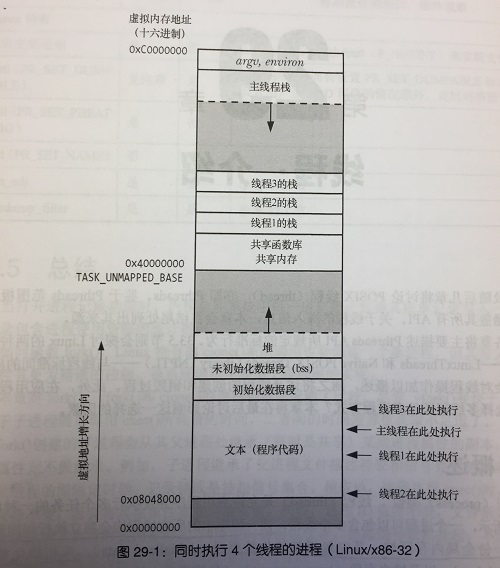 虚拟内存地址
(十六进制)
0xC0000000
argv, environ
主线程栈
线程3的栈
线程2的栈
线程1的栈
共享函数库
共享内存
0x40000000
TASK_UNMAPPED_BASE
堆
未初始化数据段(bss)
初始化数据段
线程3在此处执行
主线程在此处执行
文本(程序代码)
线程1在此处执行
线程2在此处执行
虚拟地址增长方向
0x08048000
0x00000000
图 29-1:同时执行 4 个线程的进程(Linux/x86-32)